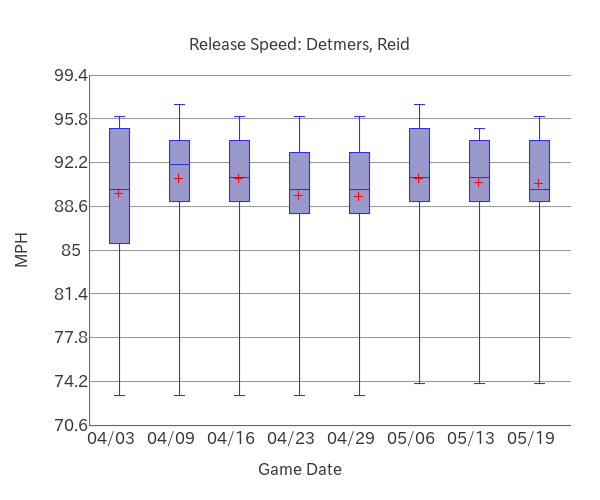 Release Speed: Detmers, Reid
99.4
95.8
92.2
88.6
85
81.4
77.8
74.2
70.6
MPH
04/03 04/09 04/16 04/23 04/29 05/06 05/13 05/19
Game Date